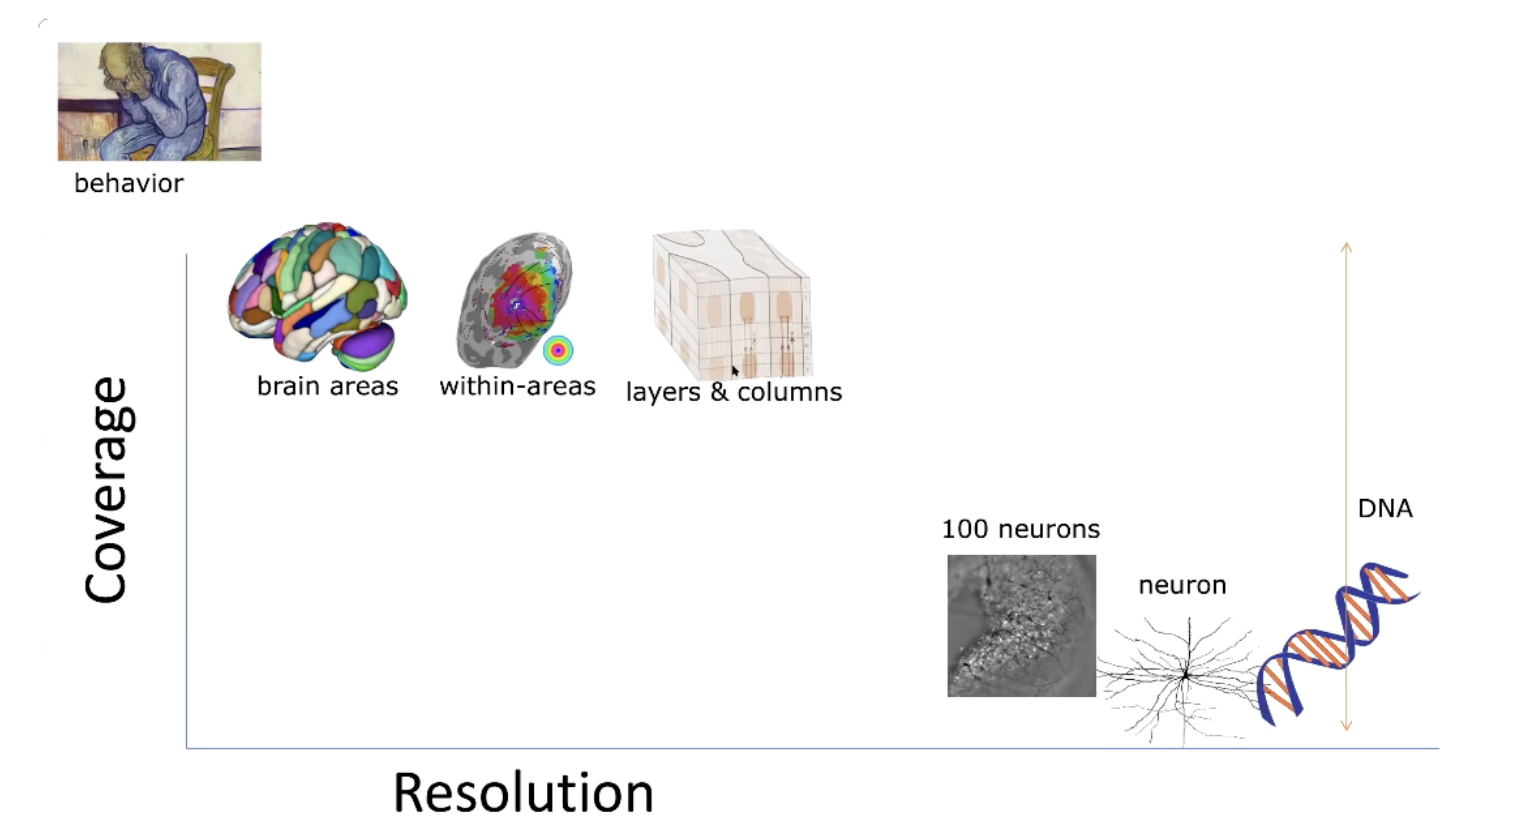 behavior
brain areas
within-areas
layers & columns
Coverage
100 neurons
neuron
DNA
Resolution